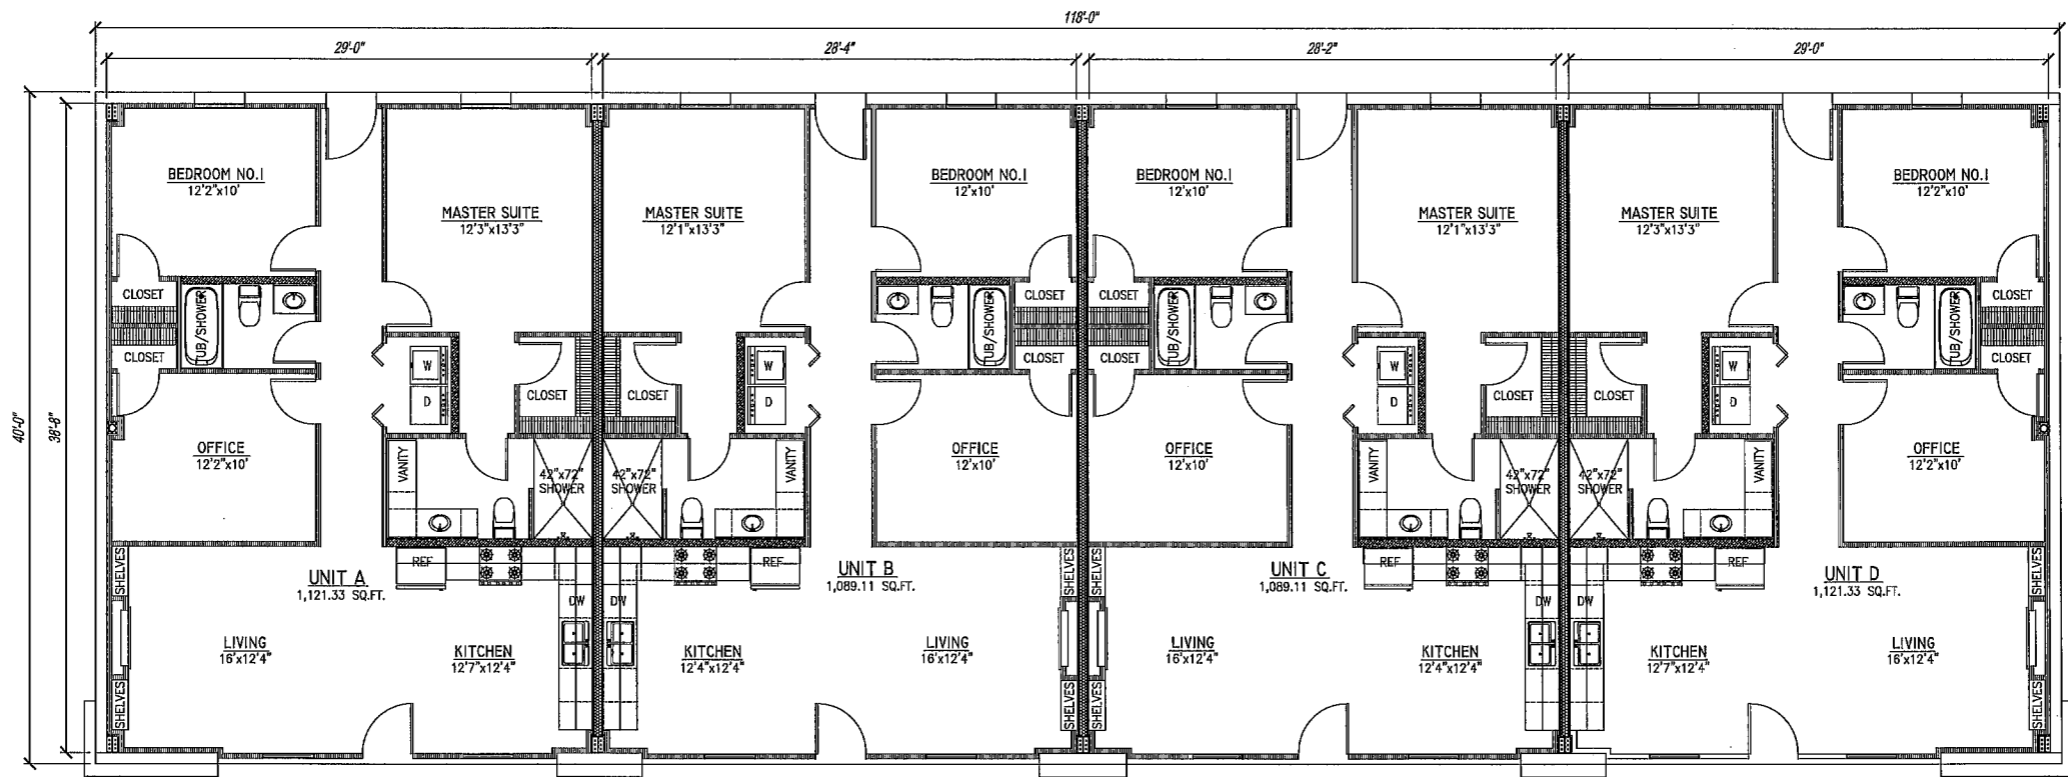 118'-0"
29'-0"
28'-4"
28'-2"
29'-0"
40'-0"
38'-8"
BEDROOM NO.1
12'2"x10'
MASTER SUITE
12'3"x13'3"
MASTER SUITE
12'1"x13'3"
BEDROOM NO.1
12'x10'
BEDROOM NO.1
12'x10'
MASTER SUITE
12'1"x13'3"
MASTER SUITE
12'3"x13'3"
BEDROOM NO.1
12'2"x10'
CLOSET
TUB/SHOWER
CLOSET
W
D
CLOSET
CLOSET
W
D
TUB/SHOWER
CLOSET
CLOSET
CLOSET
CLOSET
TUB/SHOWER
W
D
CLOSET
CLOSET
W
D
TUB/SHOWER
CLOSET
CLOSET
OFFICE
12'2"x10'
VANITY
42"x72"
SHOWER
42"x72"
SHOWER
VANITY
OFFICE
12'x10'
OFFICE
12'x10'
VANITY
42"x72"
SHOWER
42"x72"
SHOWER
VANITY
OFFICE
12'2"x10'
SHELVES
UNIT A
1,121.33 SQ.FT.
REF
DW
DW
REF
UNIT B
1,089.11 SQ.FT.
SHELVES
SHELVES
UNIT C
1,089.11 SQ.FT.
REF
DW
DW
REF
UNIT D
1,121.33 SQ.FT.
SHELVES
LIVING
16'x12'4"
KITCHEN
12'7"x12'4"
KITCHEN
12'4"x12'4"
LIVING
16'x12'4"
LIVING
16'x12'4"
KITCHEN
12'4"x12'4"
KITCHEN
12'7"x12'4"
LIVING
16'x12'4"
SHELVES
SHELVES
SHELVES
SHELVES